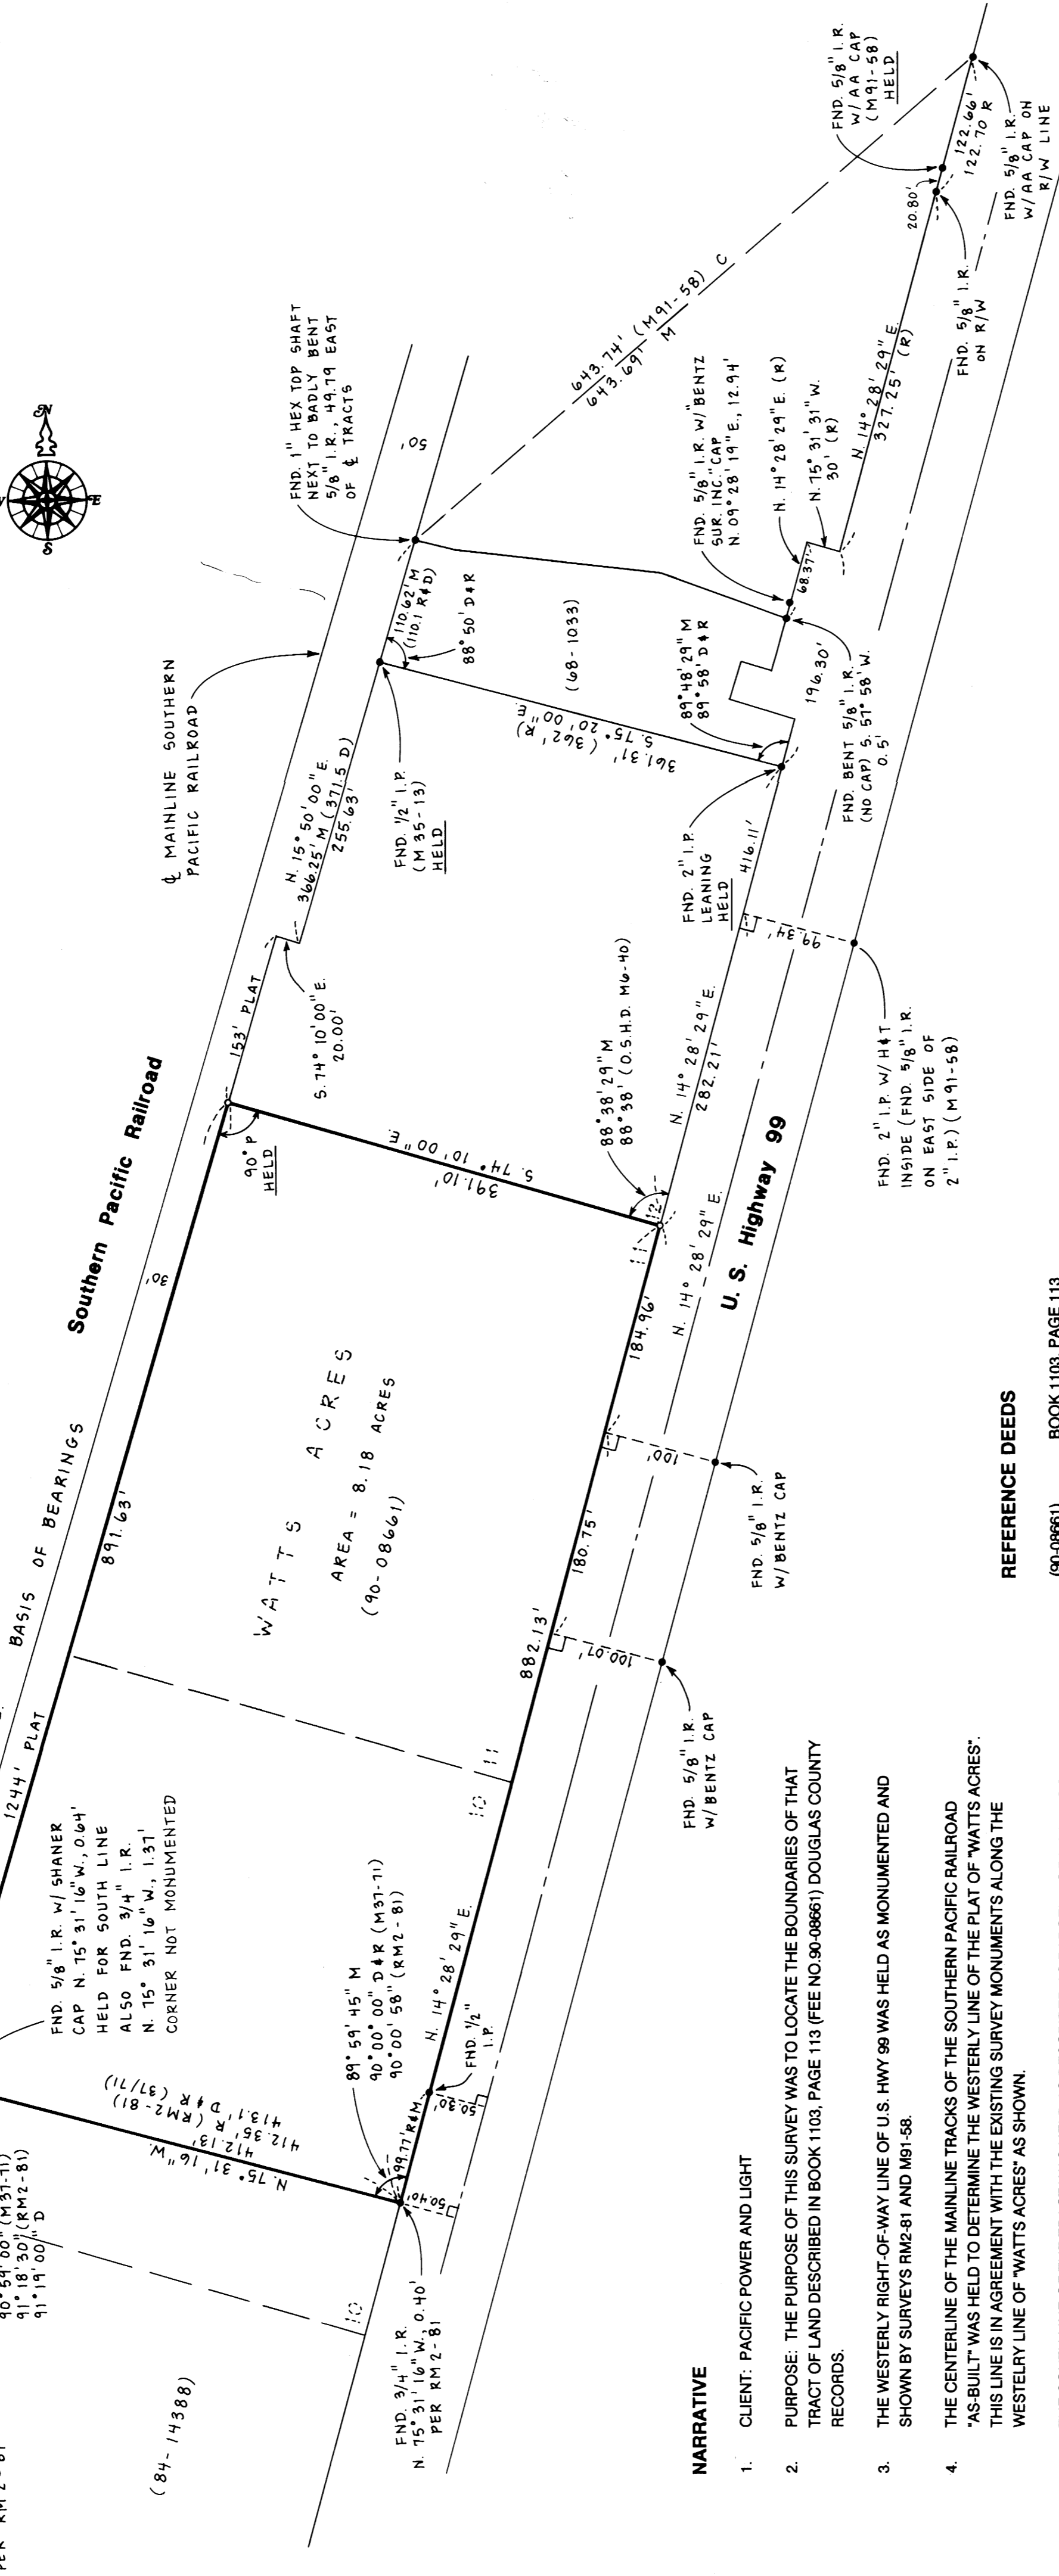 N
E
S
FND. 5/8" I.R.
W/ AA CAP
(M91-58)
HELD
122.66'
122.70 R
20.80'
FND. 5/8" I.R.
W/AA CAP ON
R/W LINE
FND. 5/8" I.R.
ON R/W
643.74' (M91-58) C
643.69' M
N. 14° 28' 29" E.
327.25' (R)
FND. 1" HEX TOP SHAFT
NEXT TO BADLY BENT
5/8" I.R., 49.79 EAST
OF ℄ TRACTS
50'
FND. 5/8" I.R. W/"BENTZ
SUR. INC." CAP
N. 09° 28' 19" E., 12.94'
N. 14° 28' 29" E. (R)
N. 75° 31' 31" W.
30' (R)
68.37'
110.62' M
(110.1 R&D)
88° 50' D&R
(68-1033)
89° 48' 29" M
89° 58' D&R
196.30'
FND. BENT 5/8" I.R.
(NO CAP) S. 57° 58' W.
0.5'
℄ MAINLINE SOUTHERN
PACIFIC RAILROAD
N. 15° 50' 00" E.
366.25' M (371.5 D)
255.63'
FND. 1/2" I.P.
(M 35-13)
HELD
S. 75° 20' 00" E.
(362' R)
361.31'
FND. 2" I.P.
LEANING
HELD
416.11'
99.34'
FND. 2" I.P. W/ H&T
INSIDE (FND. 5/8" I.R.
ON EAST SIDE OF
2" I.P.) (M91-58)
153' PLAT
S. 74° 10' 00" E.
20.00'
88° 38' 29" M
88° 38' (O.S.H.D. M6-40)
N. 14° 28' 29" E.
282.21'
Southern Pacific Railroad
90° P
HELD
S. 74° 10' 00" E.
391.10'
12
11
N. 14° 28' 29" E.
U. S. Highway 99
30'
184.96'
BASIS OF BEARINGS
891.63'
WATTS ACRES
AREA = 8.18 ACRES
(90-08661)
100'
FND. 5/8" I.R.
W/BENTZ CAP
180.75'
100.07'
FND. 5/8" I.R.
W/BENTZ CAP
882.13'
1244' PLAT
11
10
FND. 5/8" I.R. W/ SHANER
CAP N. 75° 31' 16" W., 0.64'
HELD FOR SOUTH LINE
ALSO FND. 3/4" I.R.
N. 75° 31' 16" W., 1.37'
CORNER NOT MONUMENTED
N. 14° 28' 29" E.
89° 59' 45" M
90° 00' 00" D&R (M37-71)
90° 00' 58" (RM2-81)
FND. 1/2"
I.P.
50.30'
99.77' R&M
50.40'
413.1' D&R (37/71)
412.35' R (RM2-81)
412.13'
N. 75° 31' 16" W.
90° 59' 00" (M37-71)
91° 18' 30" (RM2-81)
91° 19' 00" D
10
FND. 3/4" I.R.
N. 75° 31' 16" W., 0.40'
PER RM2-81
(84-14388)
PER RM2-81
REFERENCE DEEDS
(90-08661) BOOK 1103, PAGE 113
NARRATIVE
1. CLIENT: PACIFIC POWER AND LIGHT
2. PURPOSE: THE PURPOSE OF THIS SURVEY WAS TO LOCATE THE BOUNDARIES OF THAT
TRACT OF LAND DESCRIBED IN BOOK 1103, PAGE 113 (FEE NO.90-08661) DOUGLAS COUNTY
RECORDS.
3. THE WESTERLY RIGHT-OF-WAY LINE OF U.S. HWY 99 WAS HELD AS MONUMENTED AND
SHOWN BY SURVEYS RM2-81 AND M91-58.
4. THE CENTERLINE OF THE MAINLINE TRACKS OF THE SOUTHERN PACIFIC RAILROAD
"AS-BUILT" WAS HELD TO DETERMINE THE WESTERLY LINE OF THE PLAT OF "WATTS ACRES".
THIS LINE IS IN AGREEMENT WITH THE EXISTING SURVEY MONUMENTS ALONG THE
WESTELRY LINE OF "WATTS ACRES" AS SHOWN.